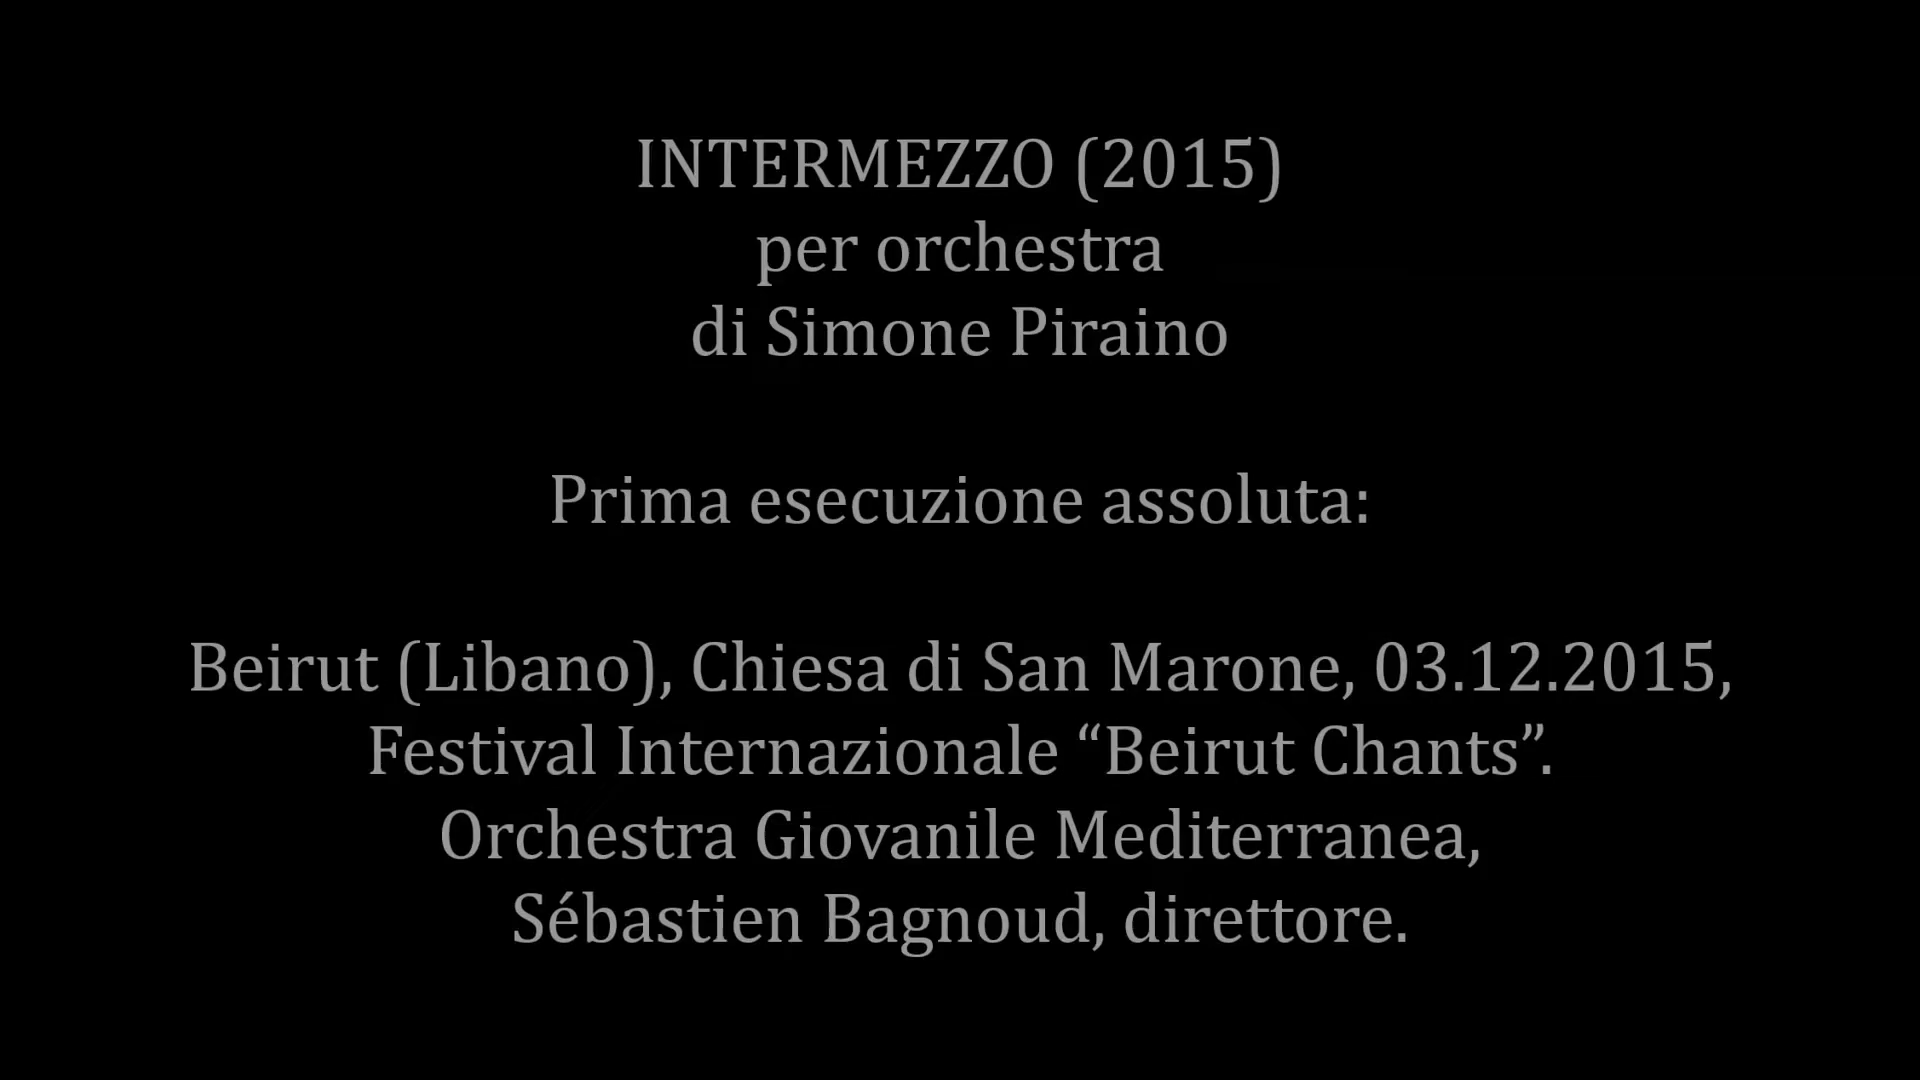 INTERMEZZO (2015)
per orchestra
di Simone Piraino
Prima esecuzione assoluta:
Beirut (Libano), Chiesa di San Marone, 03.12.2015,
Festival Internazionale “Beirut Chants”.
Orchestra Giovanile Mediterranea,
Sébastien Bagnoud, direttore.